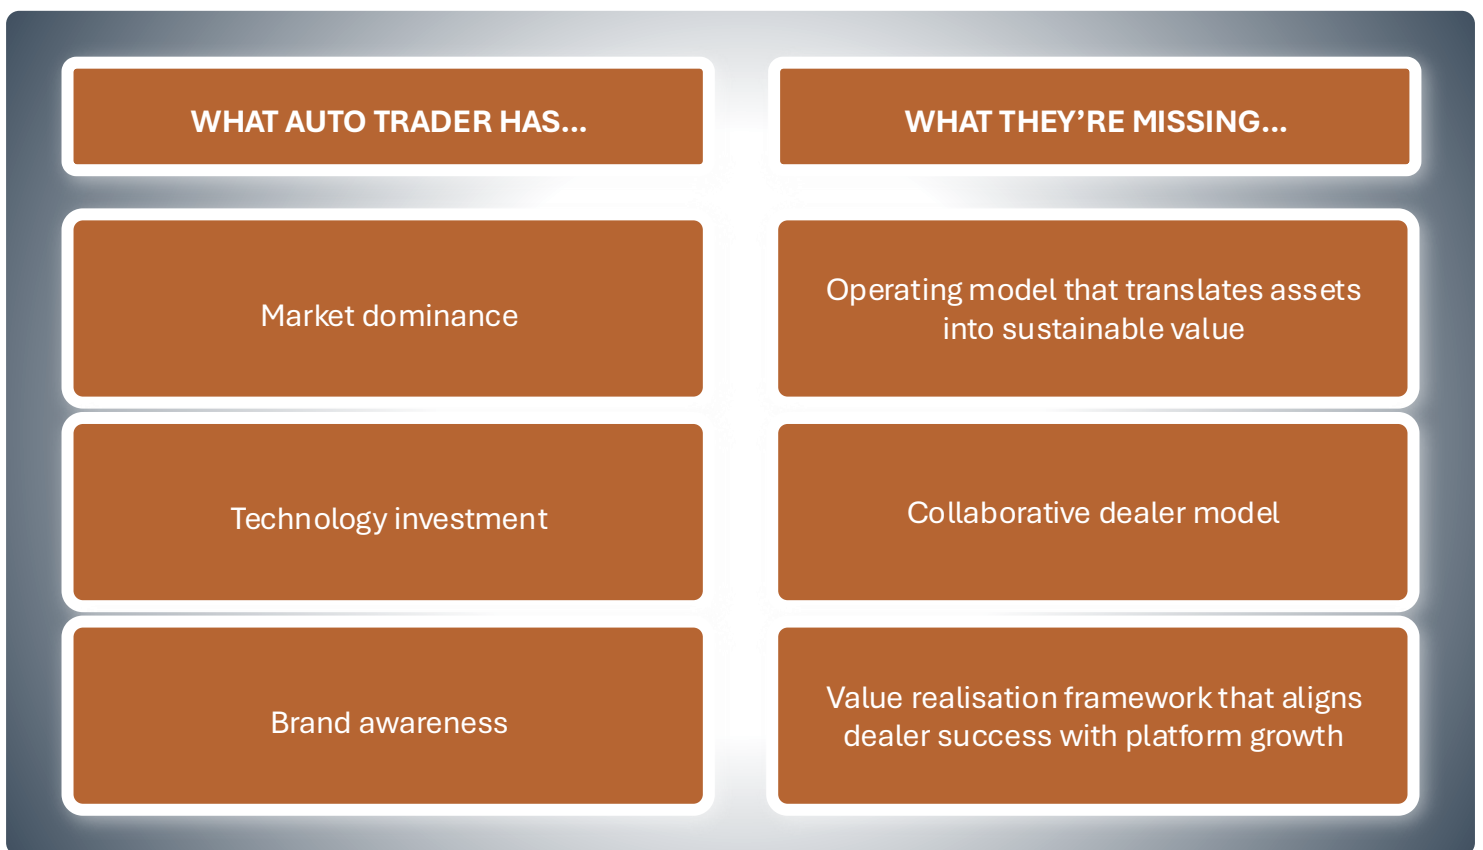 WHAT AUTO TRADER HAS...
WHAT THEY’RE MISSING...
Market dominance
Operating model that translates assets
into sustainable value
Technology investment
Collaborative dealer model
Brand awareness
Value realisation framework that aligns
dealer success with platform growth